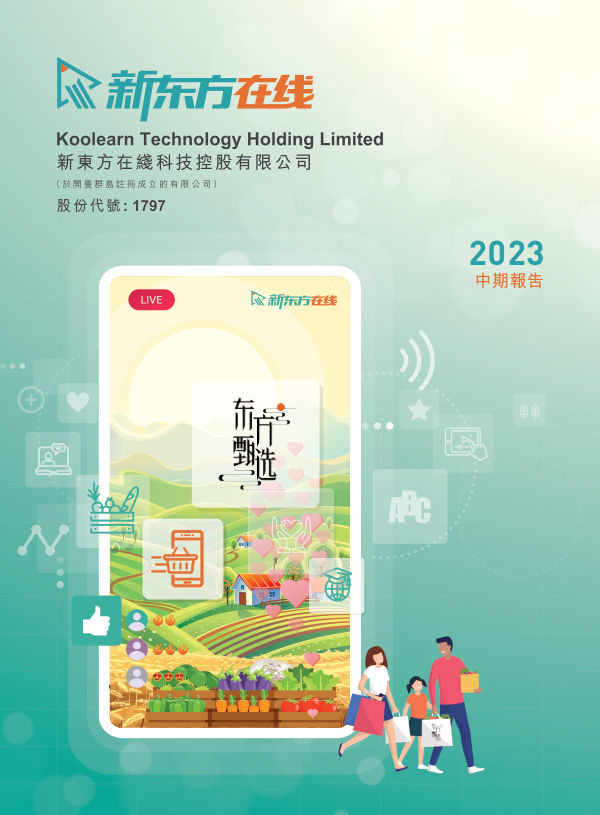 新东方在线
Koolearn Technology Holding Limited
新東方在綫科技控股有限公司
（於開曼群島註冊成立的有限公司）
股份代號：1797
2023
中期報告
LIVE
新东方在线
东方
甄选
ABC